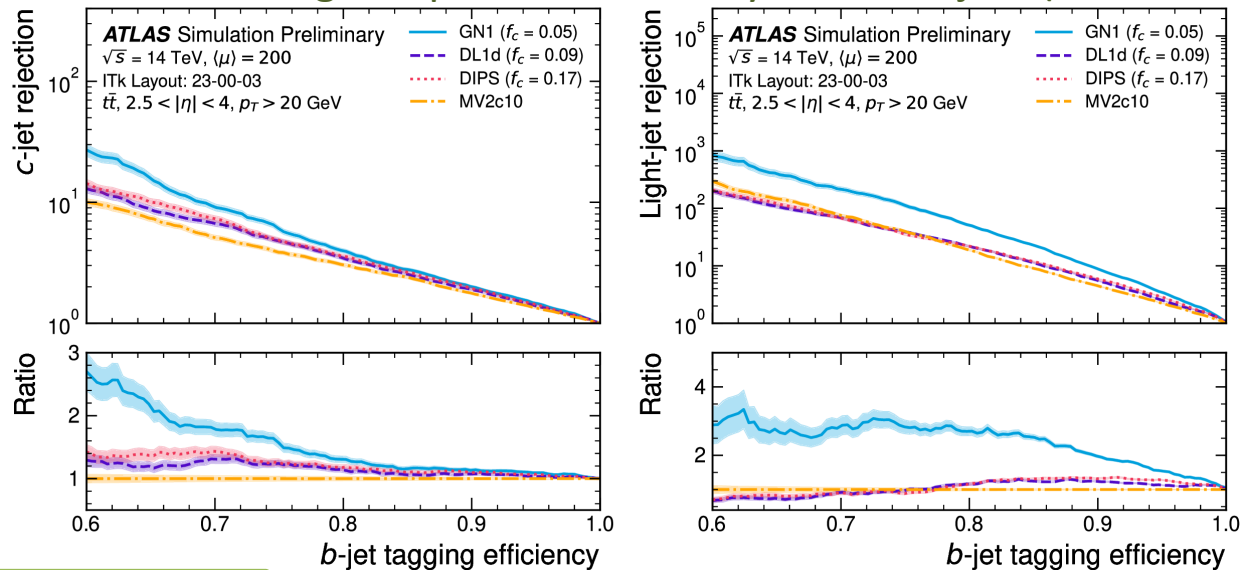 ATLAS Simulation Preliminary
√s = 14 TeV, ⟨μ⟩ = 200
ITk Layout: 23-00-03
tt̄, 2.5 < |η| < 4, pT > 20 GeV
GN1 (fc = 0.05)
DL1d (fc = 0.09)
DIPS (fc = 0.17)
MV2c10
c-jet rejection
10²
10¹
10⁰
Ratio
3
2
1
0.6 0.7 0.8 0.9 1.0
b-jet tagging efficiency
ATLAS Simulation Preliminary
√s = 14 TeV, ⟨μ⟩ = 200
ITk Layout: 23-00-03
tt̄, 2.5 < |η| < 4, pT > 20 GeV
GN1 (fc = 0.05)
DL1d (fc = 0.09)
DIPS (fc = 0.17)
MV2c10
Light-jet rejection
10⁵
10⁴
10³
10²
10¹
10⁰
Ratio
4
2
0.6 0.7 0.8 0.9 1.0
b-jet tagging efficiency